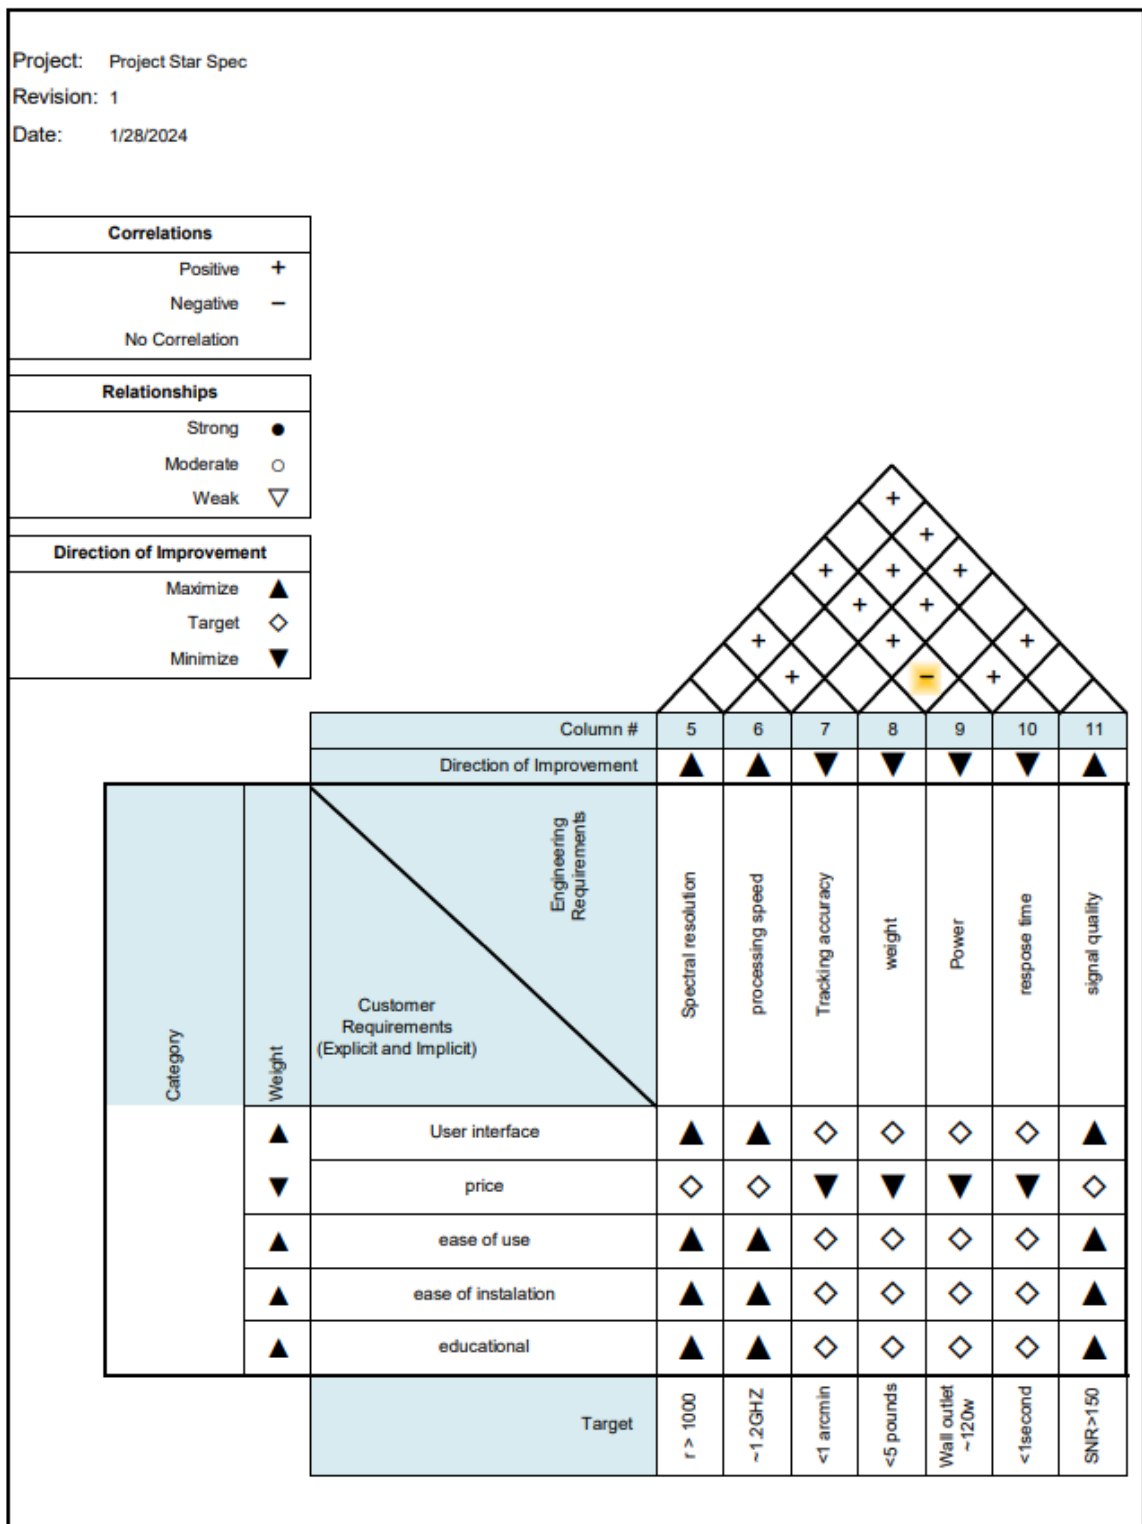 Project: Project Star Spec
Revision: 1
Date: 1/28/2024
Correlations
Positive +
Negative −
No Correlation
Relationships
Strong ●
Moderate ○
Weak ▽
Direction of Improvement
Maximize ▲
Target ◇
Minimize ▼
+
+
+ + +
+ +
+ + +
+ − +
Column # 5 6 7 8 9 10 11
Direction of Improvement ▲ ▲ ▼ ▼ ▼ ▼ ▲
Category
Weight
Engineering
Requirements
Customer
Requirements
(Explicit and Implicit)
Spectral resolution
processing speed
Tracking accuracy
weight
Power
respose time
signal quality
▲ User interface ▲ ▲ ◇ ◇ ◇ ◇ ▲
▼ price ◇ ◇ ▼ ▼ ▼ ▼ ◇
▲ ease of use ▲ ▲ ◇ ◇ ◇ ◇ ▲
▲ ease of instalation ▲ ▲ ◇ ◇ ◇ ◇ ▲
▲ educational ▲ ▲ ◇ ◇ ◇ ◇ ▲
Target
r > 1000
~1.2GHZ
<1 arcmin
<5 pounds
Wall outlet
~120w
<1second
SNR>150